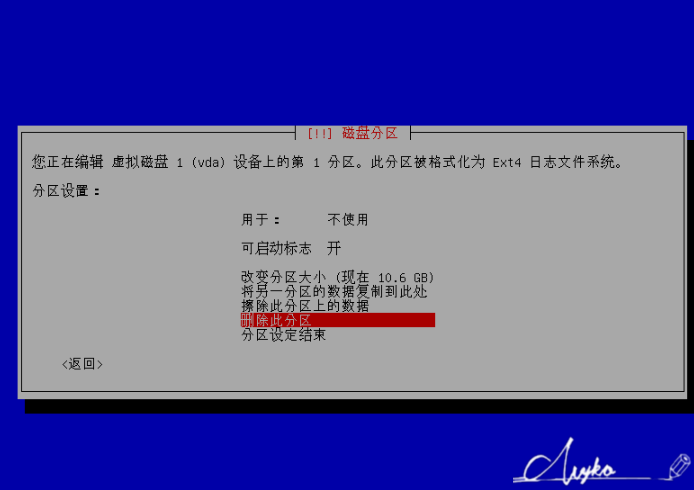 [!!] 磁盘分区
您正在编辑 虚拟磁盘 1 (vda) 设备上的第 1 分区。此分区被格式化为 Ext4 日志文件系统。
分区设置：
用于： 不使用
可启动标志 开
改变分区大小 (现在 10.6 GB)
将另一分区的数据复制到此处
擦除此分区上的数据
删除此分区
分区设定结束
<返回>